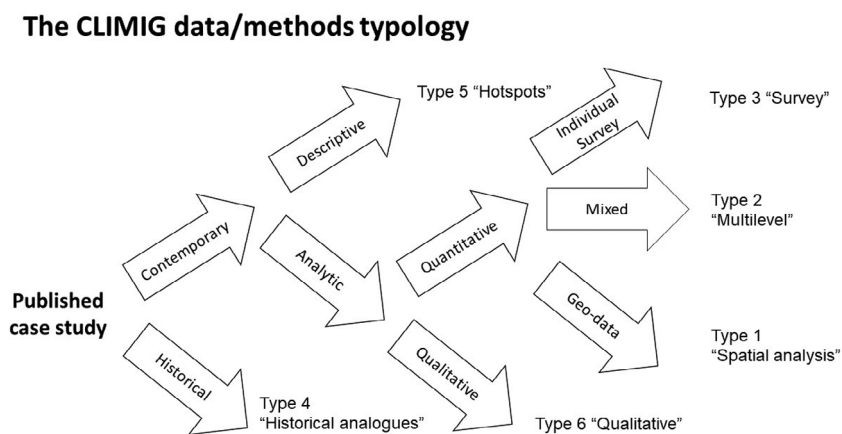 The CLIMIG data/methods typology
Type 5 “Hotspots”
Descriptive
Individual
Survey
Type 3 “Survey”
Contemporary
Analytic
Quantitative
Mixed
Type 2
“Multilevel”
Published
case study
Historical
Qualitative
Geo-data
Type 1
“Spatial analysis”
Type 4
“Historical analogues”
Type 6 “Qualitative”